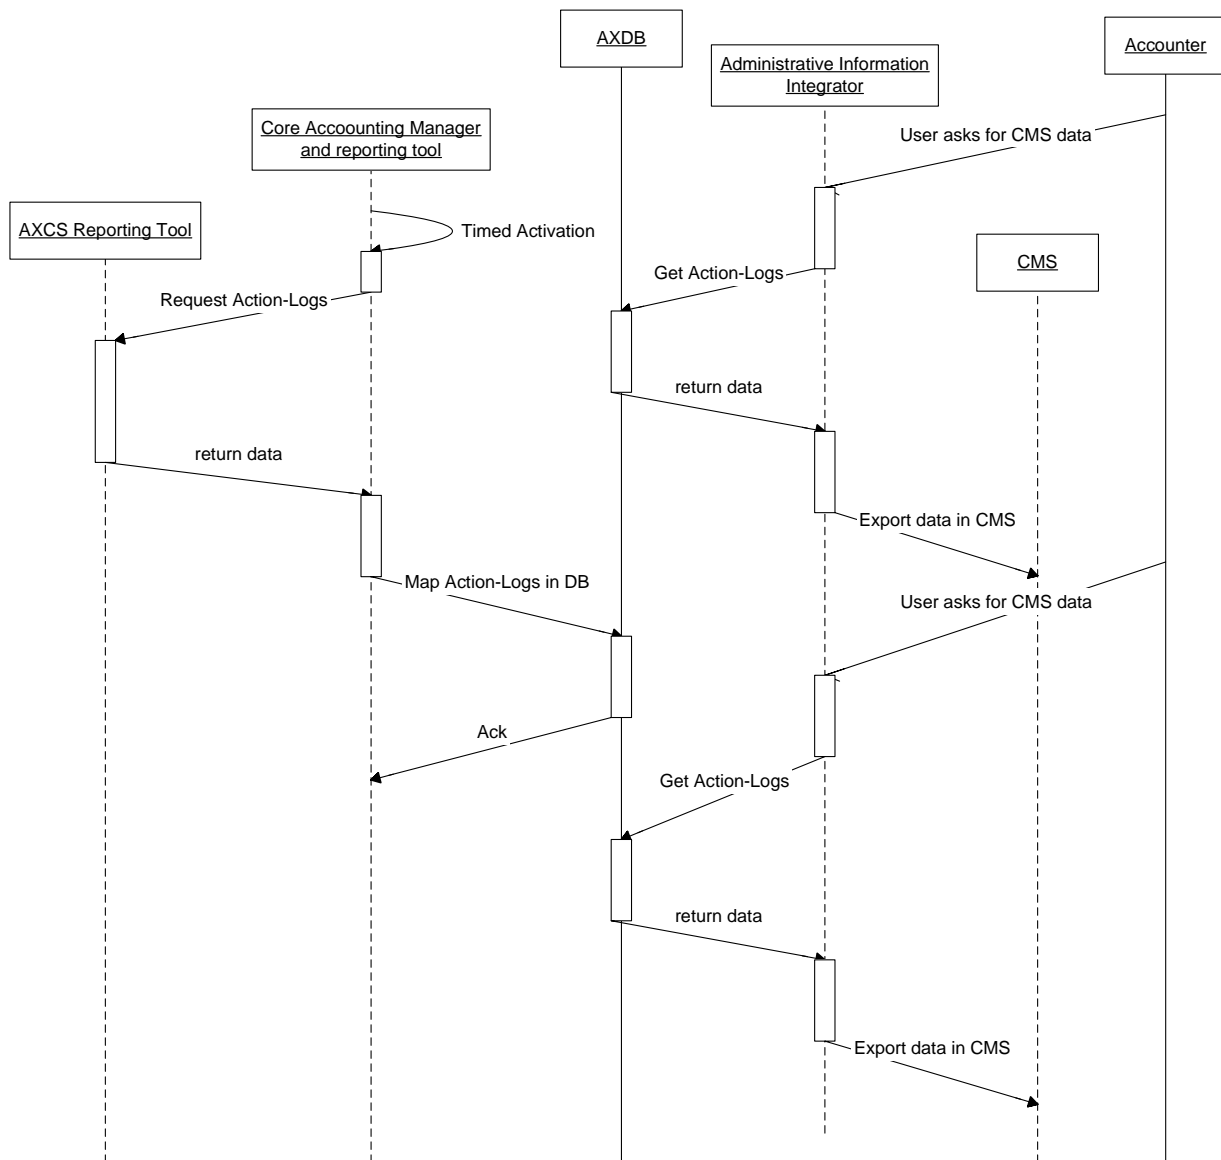 AXDB
Accounter
Administrative Information
Integrator
Core Accoounting Manager
and reporting tool
User asks for CMS data
AXCS Reporting Tool
Timed Activation
CMS
Get Action-Logs
Request Action-Logs
return data
return data
Export data in CMS
Map Action-Logs in DB
User asks for CMS data
Ack
Get Action-Logs
return data
Export data in CMS